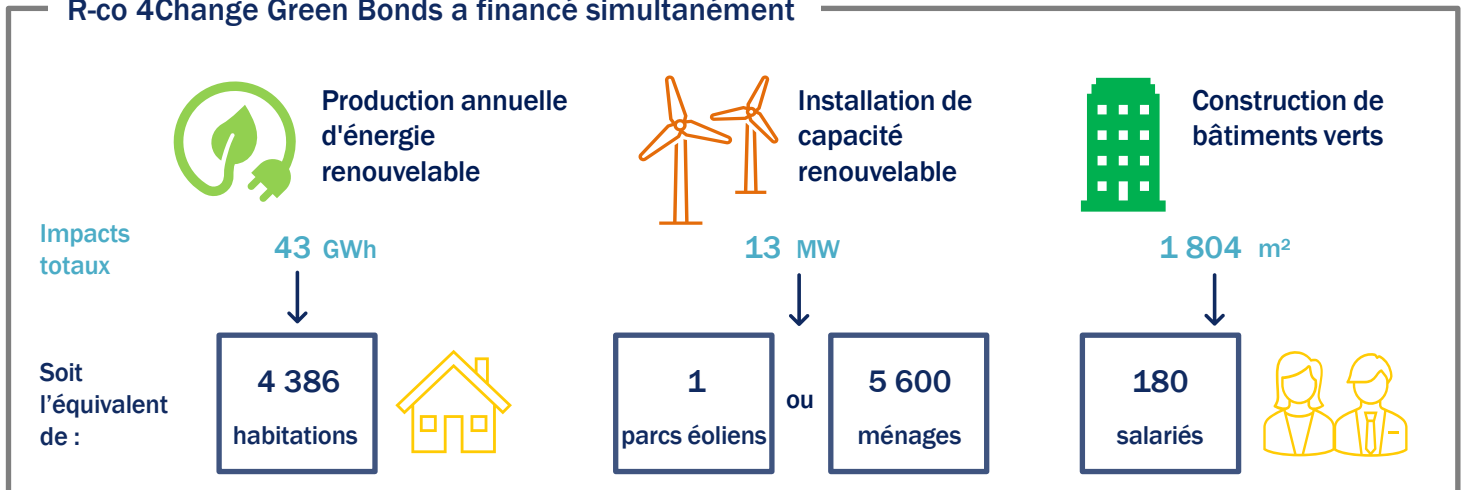 R-co 4Change Green Bonds a financé simultanément
Production annuelle
d'énergie
renouvelable
Installation de
capacité
renouvelable
Construction de
bâtiments verts
Impacts
totaux
43 GWh
13 MW
1 804 m²
Soit
l’équivalent
de :
4 386
habitations
1
parcs éoliens
ou
5 600
ménages
180
salariés